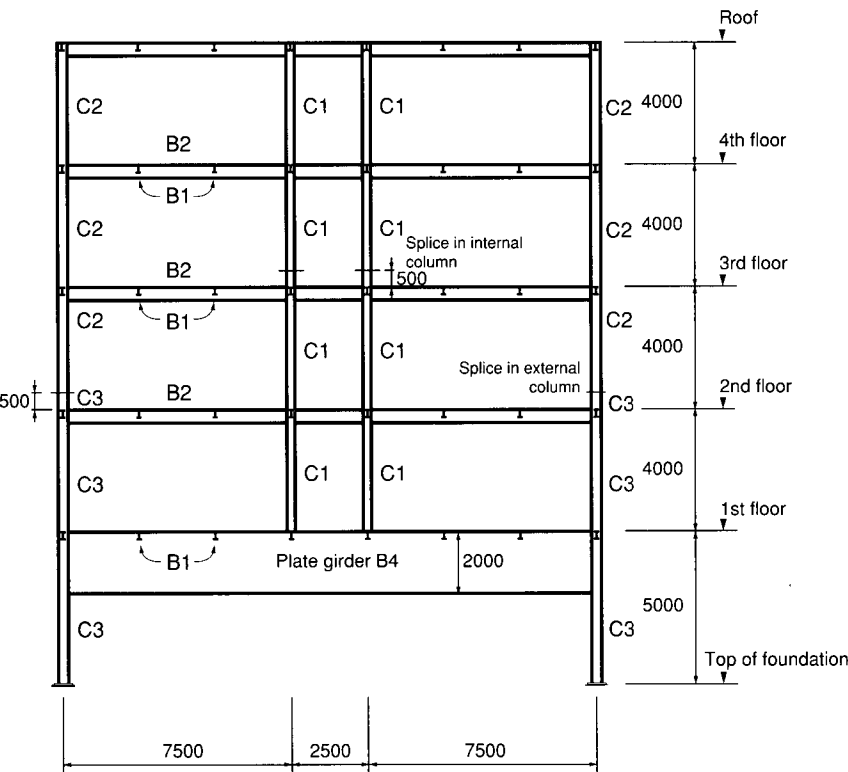 Roof
C2
C1
C1
C2
4000
B2
4th floor
B1
C2
C1
C1
C2
4000
Splice in internal
column
B2
500
3rd floor
B1
C2
C2
C1
C1
4000
Splice in external
column
500
C3
B2
C3
2nd floor
C3
C1
C1
C3
4000
1st floor
B1
Plate girder B4
2000
5000
C3
C3
Top of foundation
7500
2500
7500